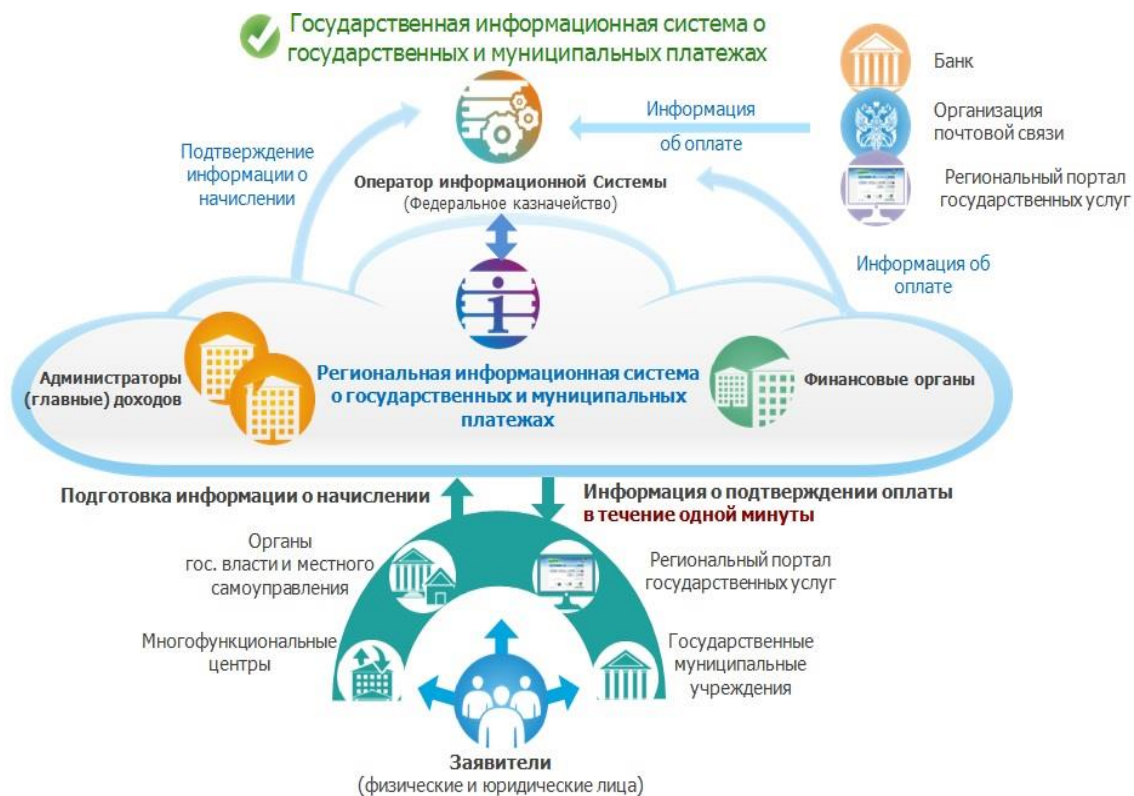 Государственная информационная система о
государственных и муниципальных платежах
Банк
Организация
почтовой связи
Региональный портал
государственных услуг
Информация
об оплате
Подтверждение
информации о
начислении
Оператор информационной Системы
(Федеральное казначейство)
Информация об
оплате
Администраторы
(главные) доходов
Региональная информационная система
о государственных и муниципальных
платежах
Финансовые органы
Подготовка информации о начислении
Информация о подтверждении оплаты
в течение одной минуты
Органы
гос. власти и местного
самоуправления
Региональный портал
государственных услуг
Многофункциональные
центры
Государственные
муниципальные
учреждения
Заявители
(физические и юридические лица)